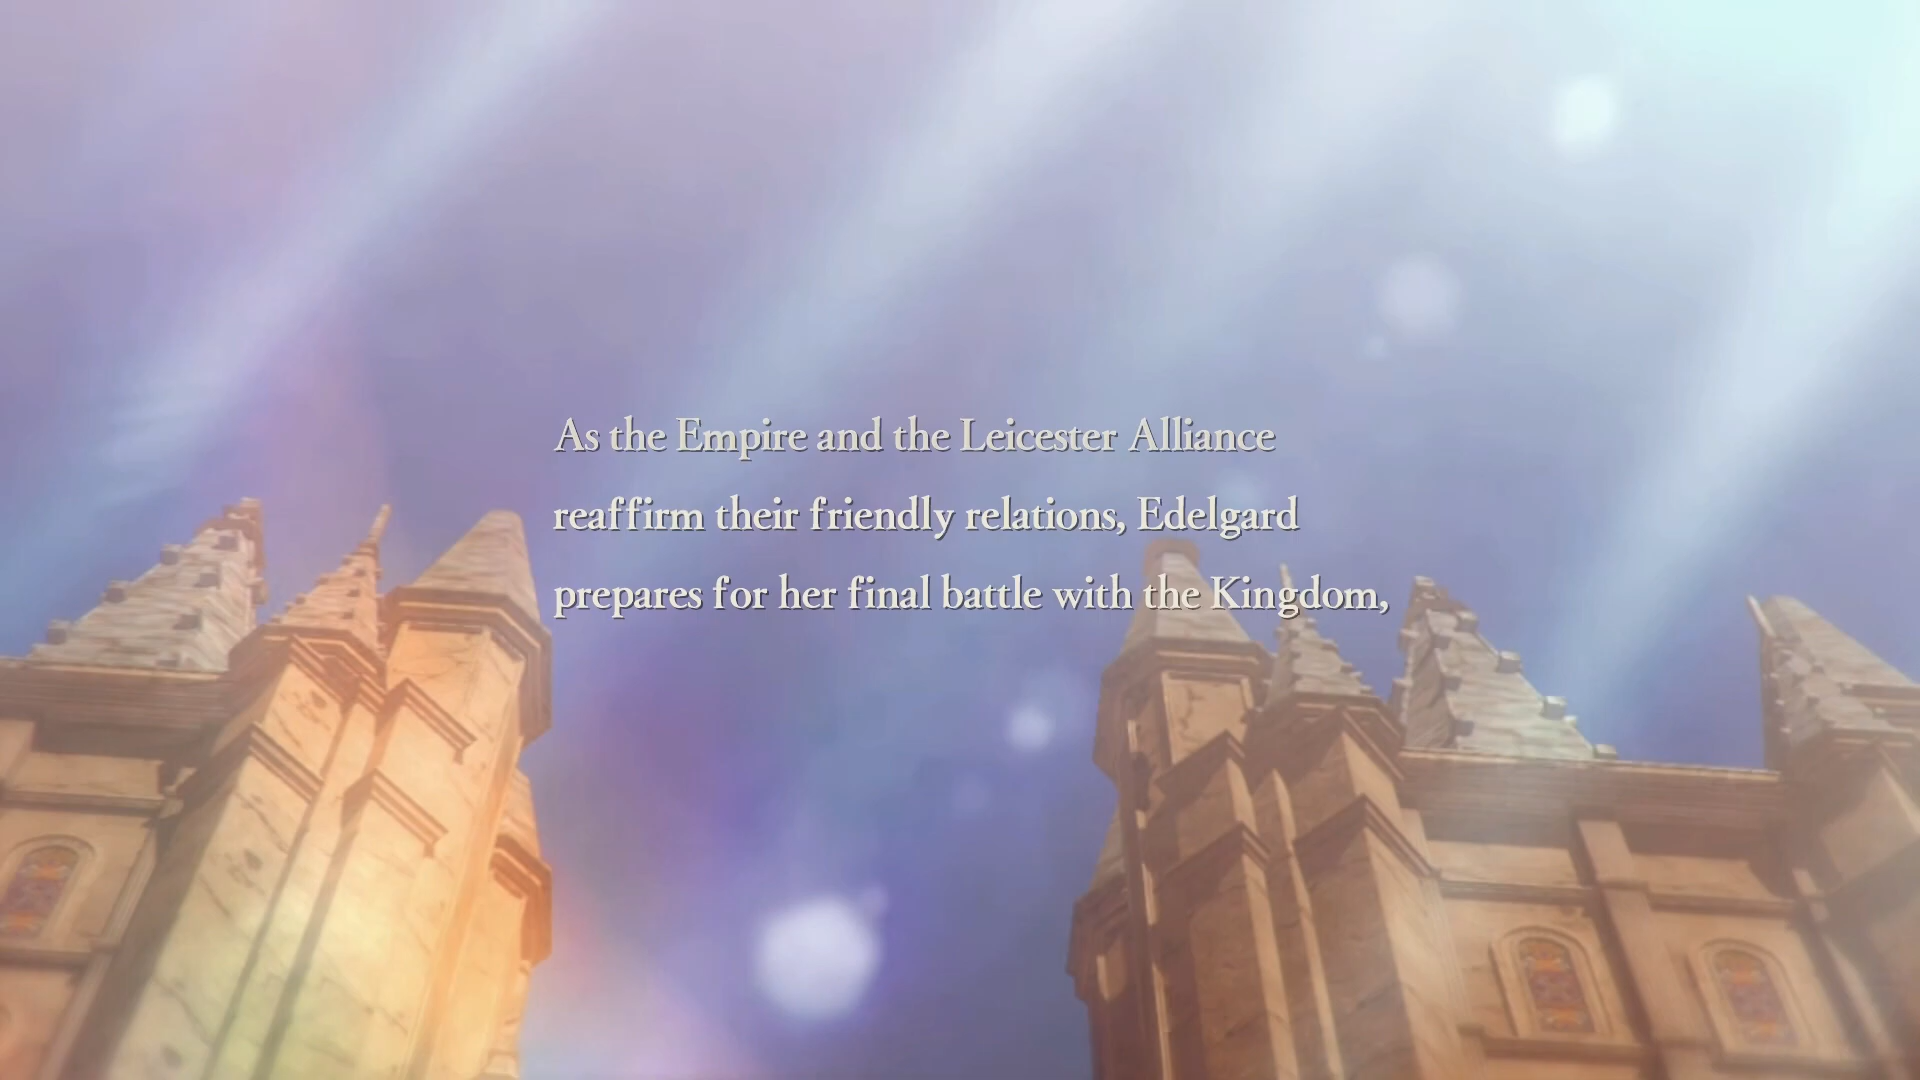 As the Empire and the Leicester Alliance
reaffirm their friendly relations, Edelgard
prepares for her final battle with the Kingdom,